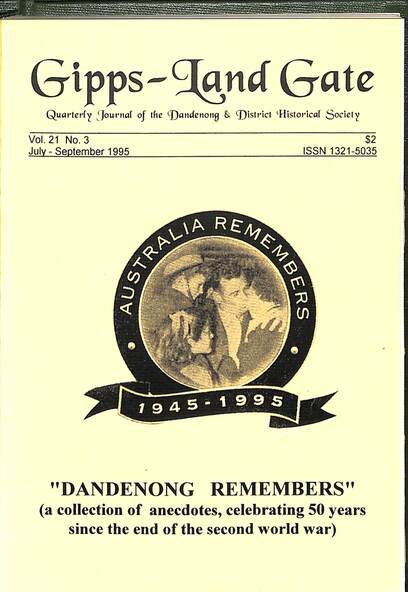 Gipps-Land Gate
Quarterly Journal of the Dandenong & District Historical Society
Vol. 21 No. 3 $2
July - September 1995 ISSN 1321-5035
AUSTRALIA REMEMBERS
1945-1995
"DANDENONG REMEMBERS"
(a collection of anecdotes, celebrating 50 years
since the end of the second world war)